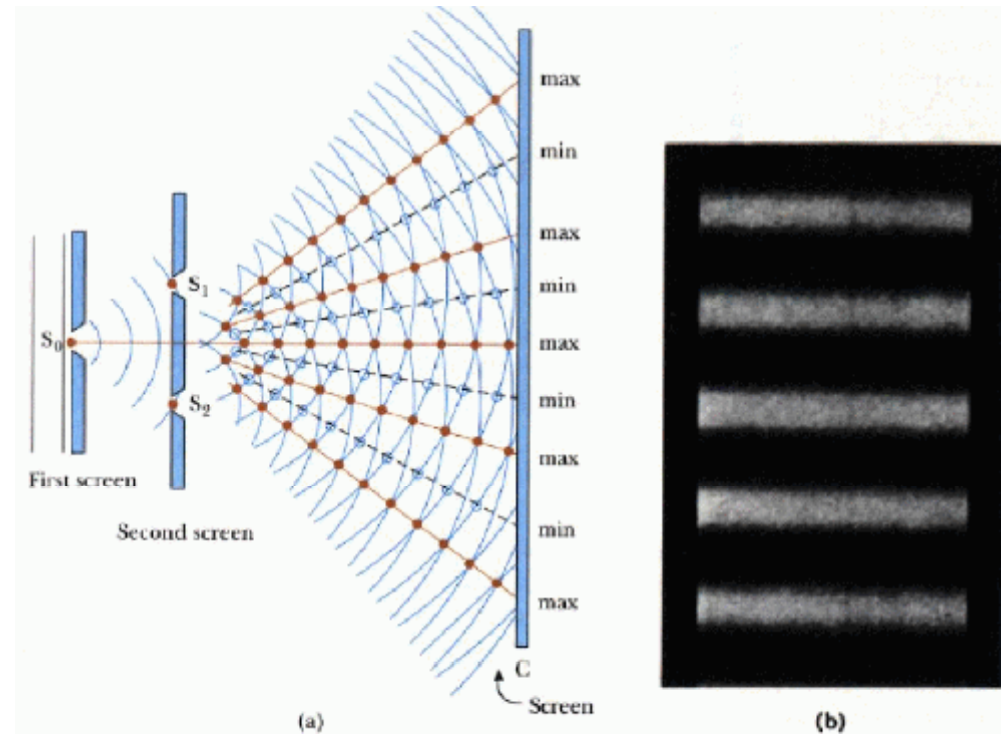 max
min
max
S₁
min
S₀
max
min
S₂
max
First screen
min
Second screen
max
C
Screen
(a)
(b)